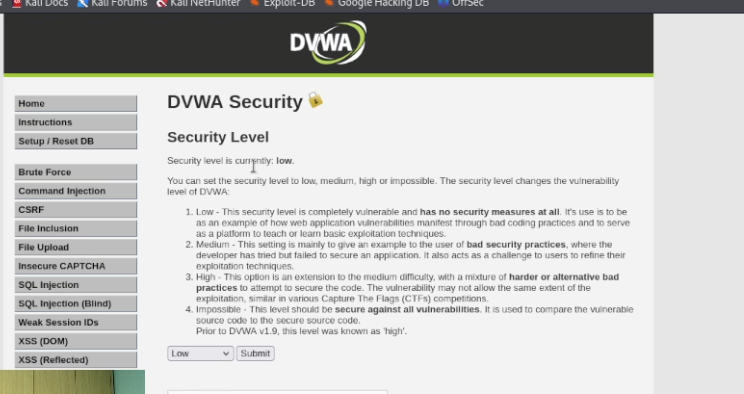 Kali Docs Kali Forums Kali NetHunter Exploit-DB Google Hacking DB OffSec
DVWA
Home
Instructions
Setup / Reset DB
Brute Force
Command Injection
CSRF
File Inclusion
File Upload
Insecure CAPTCHA
SQL Injection
SQL Injection (Blind)
Weak Session IDs
XSS (DOM)
XSS (Reflected)
DVWA Security
Security Level
Security level is currently: low.
You can set the security level to low, medium, high or impossible. The security level changes the vulnerability
level of DVWA:
1. Low - This security level is completely vulnerable and has no security measures at all. It's use is to be
as an example of how web application vulnerabilities manifest through bad coding practices and to serve
as a platform to teach or learn basic exploitation techniques.
2. Medium - This setting is mainly to give an example to the user of bad security practices, where the
developer has tried but failed to secure an application. It also acts as a challenge to users to refine their
exploitation techniques.
3. High - This option is an extension to the medium difficulty, with a mixture of harder or alternative bad
practices to attempt to secure the code. The vulnerability may not allow the same extent of the
exploitation, similar in various Capture The Flags (CTFs) competitions.
4. Impossible - This level should be secure against all vulnerabilities. It is used to compare the vulnerable
source code to the secure source code.
Prior to DVWA v1.9, this level was known as 'high'.
Low Submit